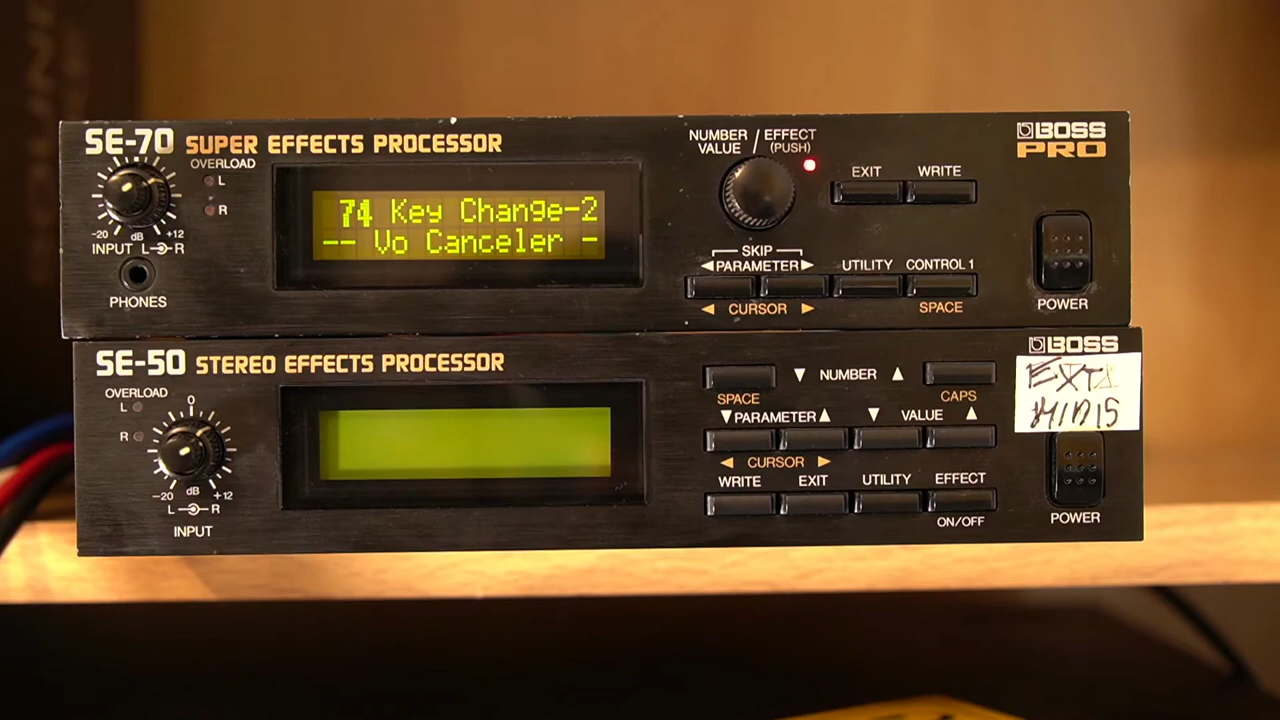 SE-70 SUPER EFFECTS PROCESSOR
OVERLOAD
L
R
-20 dB +12
INPUT L R
PHONES
74 Key Change-2
-- Vo Canceler -
NUMBER / EFFECT
VALUE (PUSH)
EXIT WRITE
SKIP
PARAMETER
CURSOR
UTILITY CONTROL 1
SPACE
BOSS
PRO
POWER
SE-50 STEREO EFFECTS PROCESSOR
OVERLOAD
L
R
0
-20 dB +12
L R
INPUT
SPACE
NUMBER
CAPS
PARAMETER VALUE
CURSOR
WRITE EXIT UTILITY EFFECT
ON/OFF
BOSS
POWER